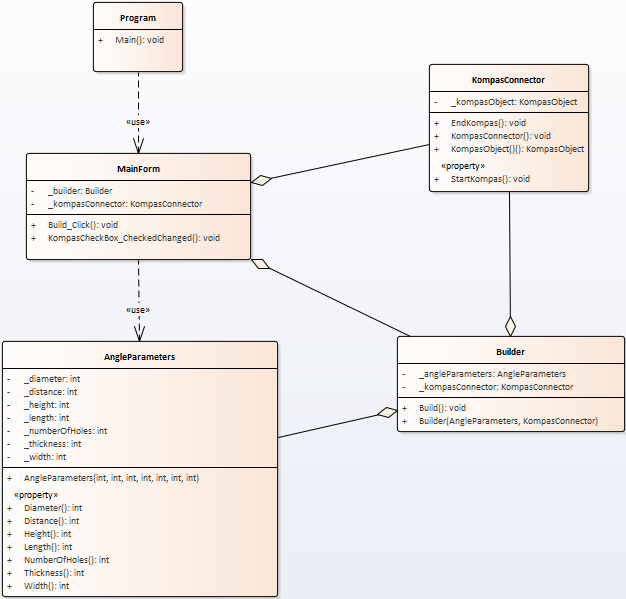 Program
+ Main(): void
«use»
MainForm
- _builder: Builder
- _kompasConnector: KompasConnector
+ Build_Click(): void
+ KompasCheckBox_CheckedChanged(): void
KompasConnector
- _kompasObject: KompasObject
+ EndKompas(): void
+ KompasConnector(): void
+ KompasObject()(): KompasObject
«property»
+ StartKompas(): void
«use»
AngleParameters
- _diameter: int
- _distance: int
- _height: int
- _length: int
- _numberOfHoles: int
- _thickness: int
- _width: int
+ AngleParameters(int, int, int, int, int, int, int)
«property»
+ Diameter(): int
+ Distance(): int
+ Height(): int
+ Length(): int
+ NumberOfHoles(): int
+ Thickness(): int
+ Width(): int
Builder
- _angleParameters: AngleParameters
- _kompasConnector: KompasConnector
+ Build(): void
+ Builder(AngleParameters, KompasConnector)